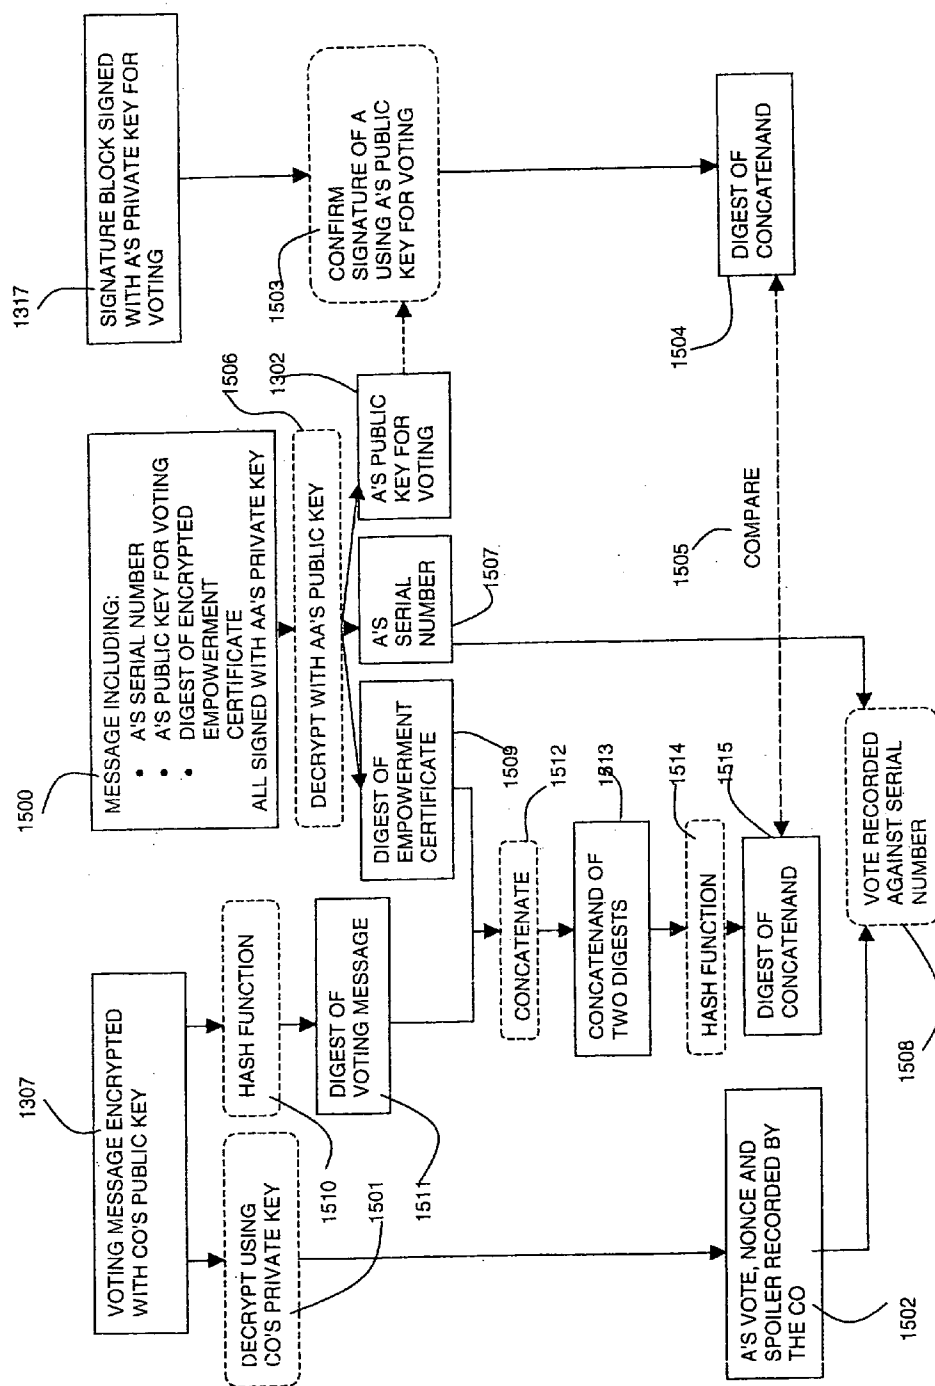 1307
VOTING MESSAGE ENCRYPTED
WITH CO'S PUBLIC KEY
DECRYPT USING
CO'S PRIVATE KEY
1501
HASH FUNCTION
1510
DIGEST OF
VOTING MESSAGE
1511
A'S VOTE, NONCE AND
SPOILER RECORDED BY
THE CO
1502
1500
MESSAGE INCLUDING:
• A'S SERIAL NUMBER
• A'S PUBLIC KEY FOR VOTING
• DIGEST OF ENCRYPTED
EMPOWERMENT
CERTIFICATE
ALL SIGNED WITH AA'S PRIVATE KEY
DECRYPT WITH AA'S PUBLIC KEY
1506
DIGEST OF
EMPOWERMENT
CERTIFICATE
1509
A'S
SERIAL
NUMBER
1507
A'S PUBLIC
KEY FOR
VOTING
1302
CONCATENATE
1512
CONCATENAND OF
TWO DIGESTS
1513
HASH FUNCTION
1514
DIGEST OF
CONCATENAND
1515
VOTE RECORDED
AGAINST SERIAL
NUMBER
1508
1317
SIGNATURE BLOCK SIGNED
WITH A'S PRIVATE KEY FOR
VOTING
CONFIRM
SIGNATURE OF A
USING A'S PUBLIC
KEY FOR VOTING
1503
DIGEST OF
CONCATENAND
1504
1505
COMPARE